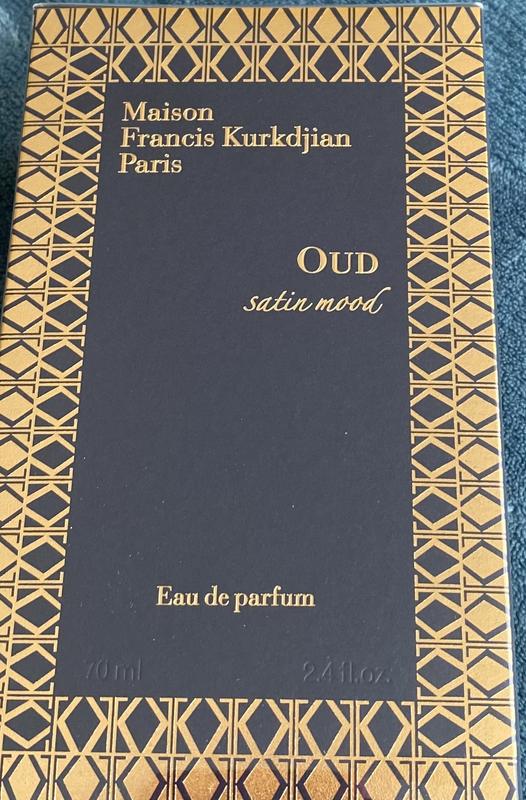 Maison
Francis Kurkdjian
Paris
OUD
satin mood
Eau de parfum
70 ml 2.4 fl.oz.